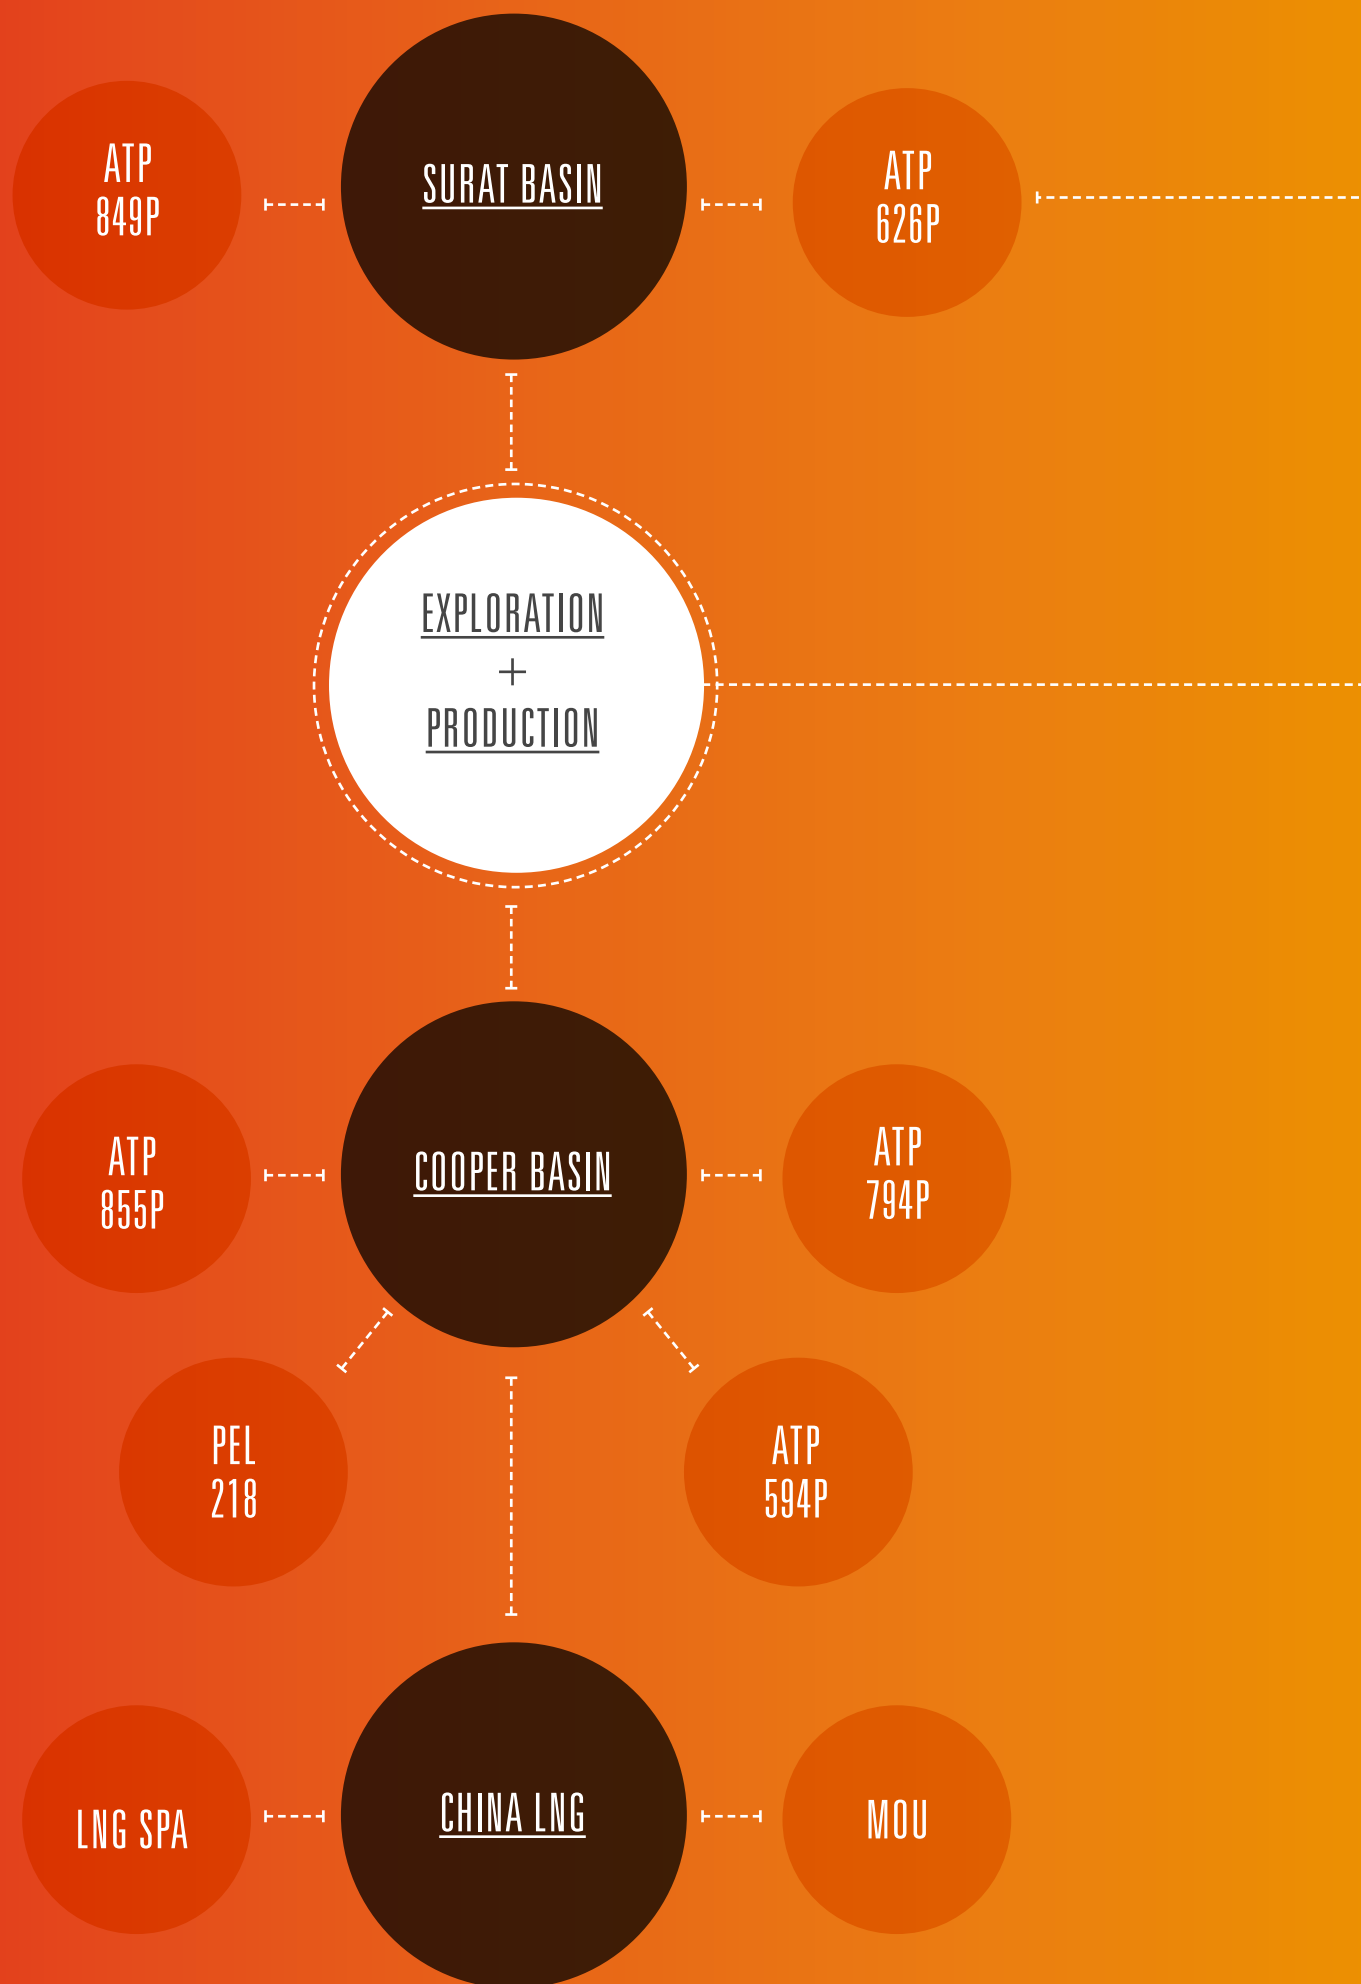 ATP
849P
SURAT BASIN
ATP
626P
EXPLORATION
+
PRODUCTION
ATP
855P
COOPER BASIN
ATP
794P
PEL
218
ATP
594P
LNG SPA
CHINA LNG
MOU